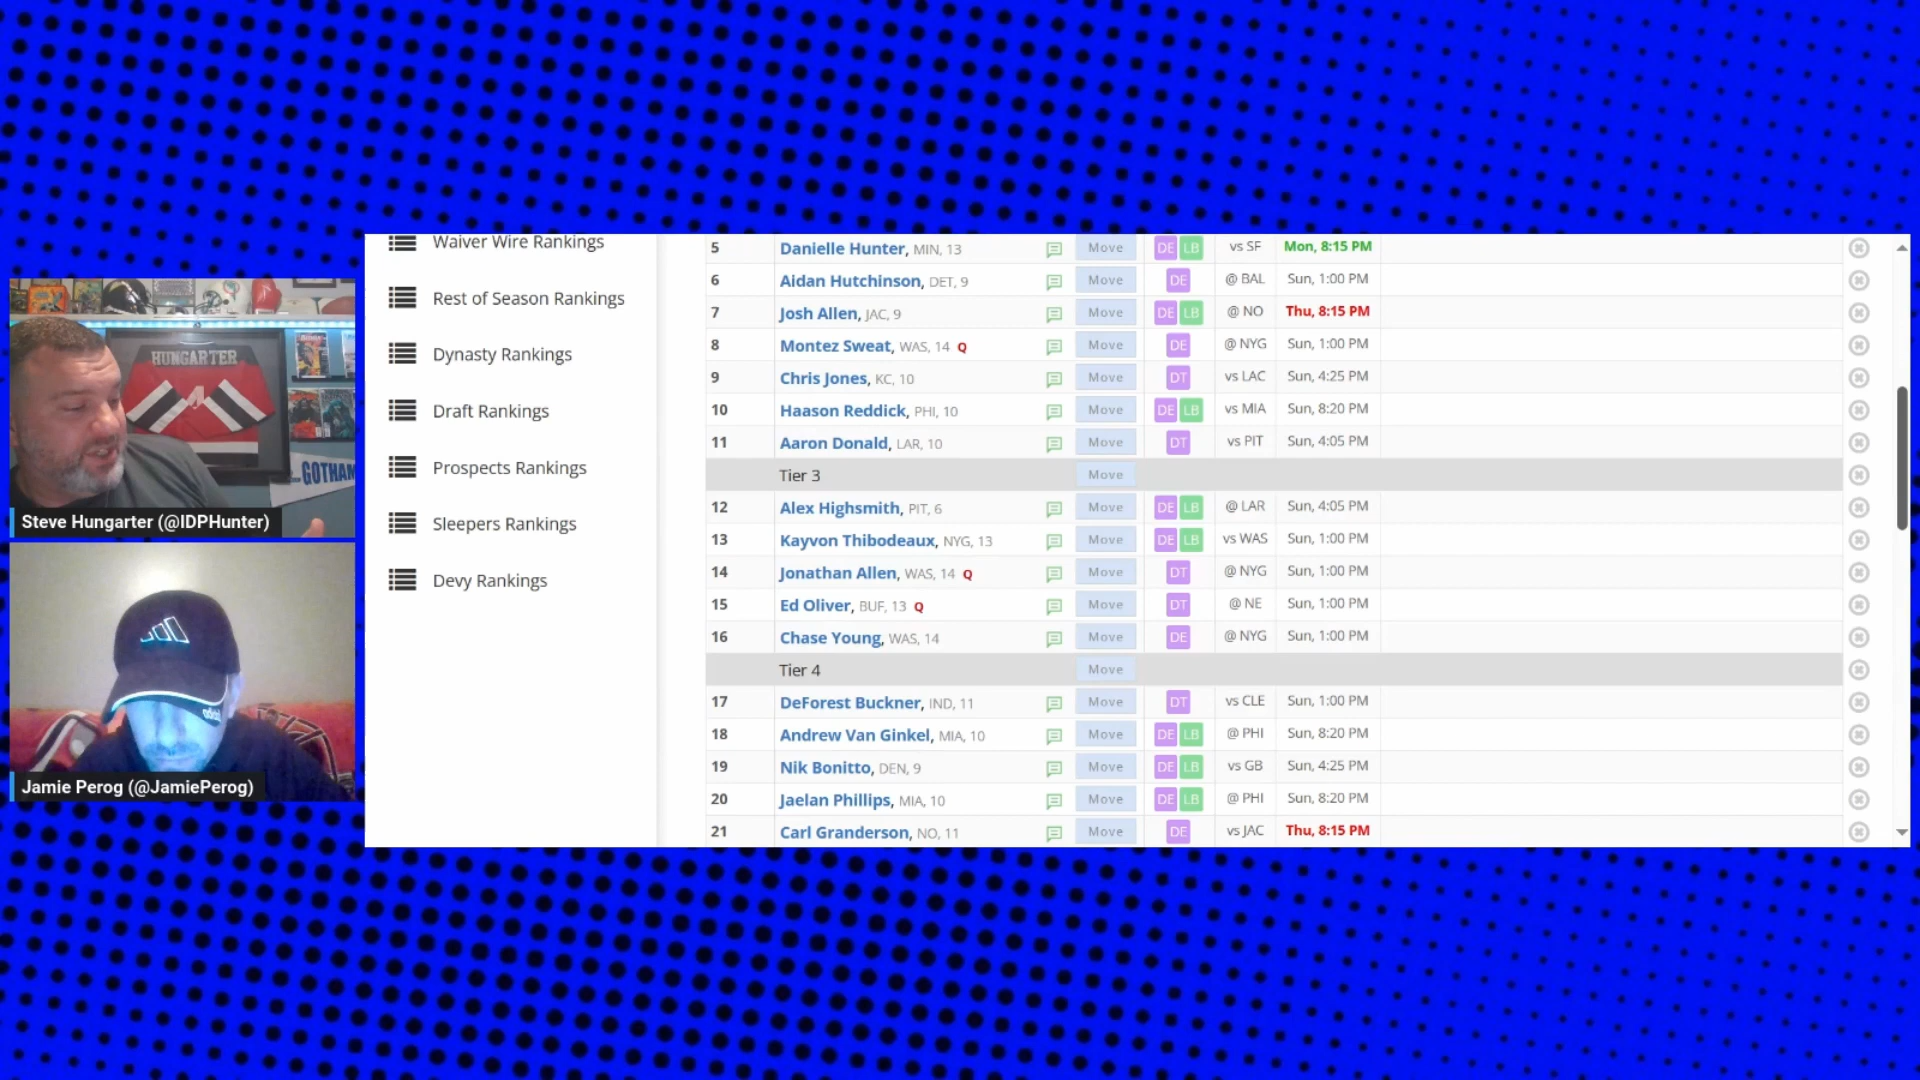 HUNGARTER
GOTHAM
Steve Hungarter (@IDPHunter)
adidas
Jamie Perog (@JamiePerog)
Waiver Wire Rankings
Rest of Season Rankings
Dynasty Rankings
Draft Rankings
Prospects Rankings
Sleepers Rankings
Devy Rankings
5 Danielle Hunter, MIN, 13 Move DE LB vs SF Mon, 8:15 PM
6 Aidan Hutchinson, DET, 9 Move DE @ BAL Sun, 1:00 PM
7 Josh Allen, JAC, 9 Move DE LB @ NO Thu, 8:15 PM
8 Montez Sweat, WAS, 14 Q Move DE @ NYG Sun, 1:00 PM
9 Chris Jones, KC, 10 Move DT vs LAC Sun, 4:25 PM
10 Haason Reddick, PHI, 10 Move DE LB vs MIA Sun, 8:20 PM
11 Aaron Donald, LAR, 10 Move DT vs PIT Sun, 4:05 PM
Tier 3 Move
12 Alex Highsmith, PIT, 6 Move DE LB @ LAR Sun, 4:05 PM
13 Kayvon Thibodeaux, NYG, 13 Move DE LB vs WAS Sun, 1:00 PM
14 Jonathan Allen, WAS, 14 Q Move DT @ NYG Sun, 1:00 PM
15 Ed Oliver, BUF, 13 Q Move DT @ NE Sun, 1:00 PM
16 Chase Young, WAS, 14 Move DE @ NYG Sun, 1:00 PM
Tier 4 Move
17 DeForest Buckner, IND, 11 Move DT vs CLE Sun, 1:00 PM
18 Andrew Van Ginkel, MIA, 10 Move DE LB @ PHI Sun, 8:20 PM
19 Nik Bonitto, DEN, 9 Move DE LB vs GB Sun, 4:25 PM
20 Jaelan Phillips, MIA, 10 Move DE LB @ PHI Sun, 8:20 PM
21 Carl Granderson, NO, 11 Move DE vs JAC Thu, 8:15 PM